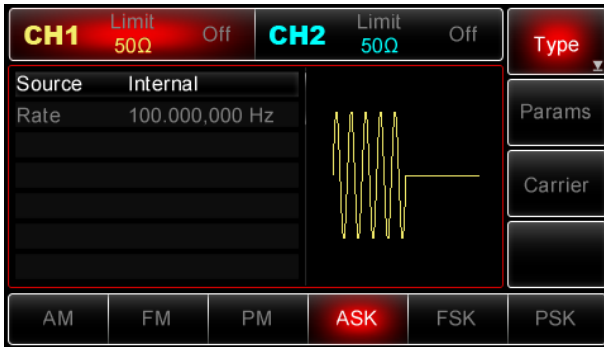 CH1 Limit 50Ω Off CH2 Limit 50Ω Off
Type
Source Internal
Rate 100.000,000 Hz
Params
Carrier
AM FM PM ASK FSK PSK